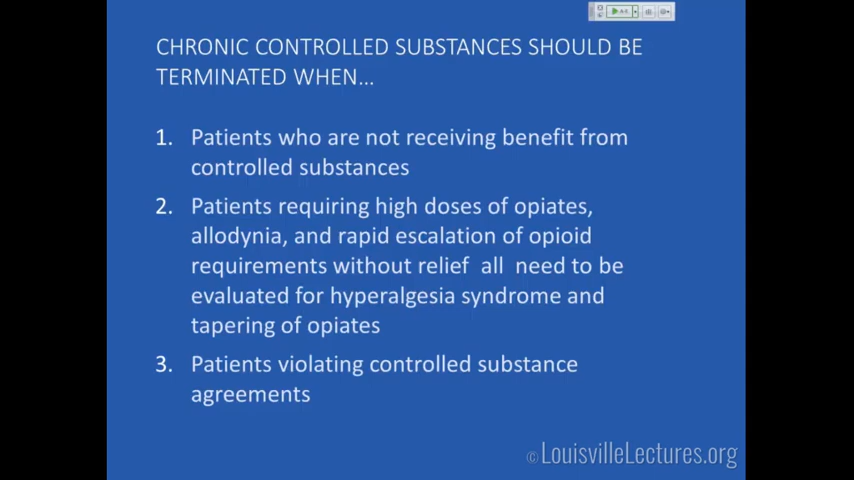 CHRONIC CONTROLLED SUBSTANCES SHOULD BE
TERMINATED WHEN...
1. Patients who are not receiving benefit from
controlled substances
2. Patients requiring high doses of opiates,
allodynia, and rapid escalation of opioid
requirements without relief  all  need to be
evaluated for hyperalgesia syndrome and
tapering of opiates
3. Patients violating controlled substance
agreements
© LouisvilleLectures.org